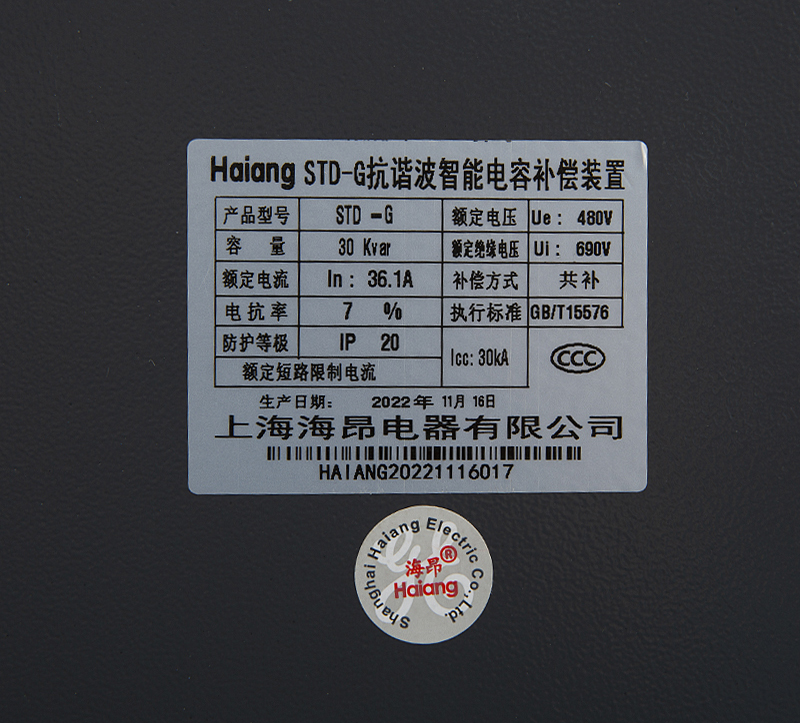 Haiang STD-G抗谐波智能电容补偿装置
产品型号 STD -G 额定电压 Ue: 480V
容 量 30 Kvar 额定绝缘电压 Ui: 690V
额定电流 In: 36.1A 补偿方式 共补
电抗率 7 % 执行标准 GB/T15576
防护等极 IP 20 Icc: 30kA CCC
额定短路限制电流
生产日期: 2022年 11月 16日
上海海昂电器有限公司
HAIANG20221116017
Shanghai Haiang Electric Co.,Ltd.
海昂®
Haiang